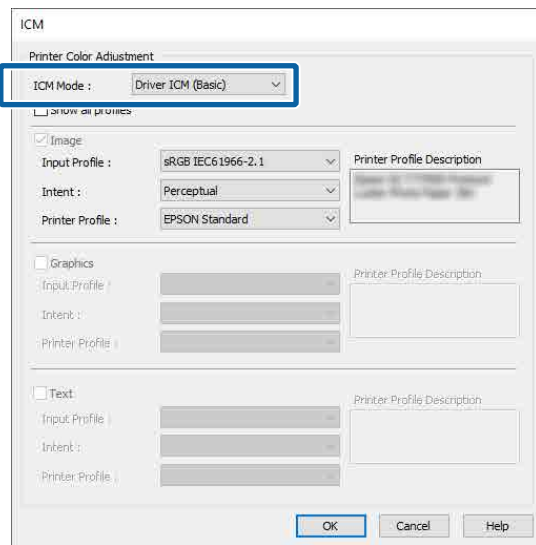 ICM
Printer Color Adjustment
ICM Mode : Driver ICM (Basic)
Show all profiles
Image
Input Profile : sRGB IEC61966-2.1 Printer Profile Description
Intent : Perceptual
Printer Profile : EPSON Standard
Graphics
Input Profile : Printer Profile Description
Intent :
Printer Profile :
Text
Input Profile : Printer Profile Description
Intent :
Printer Profile :
OK Cancel Help